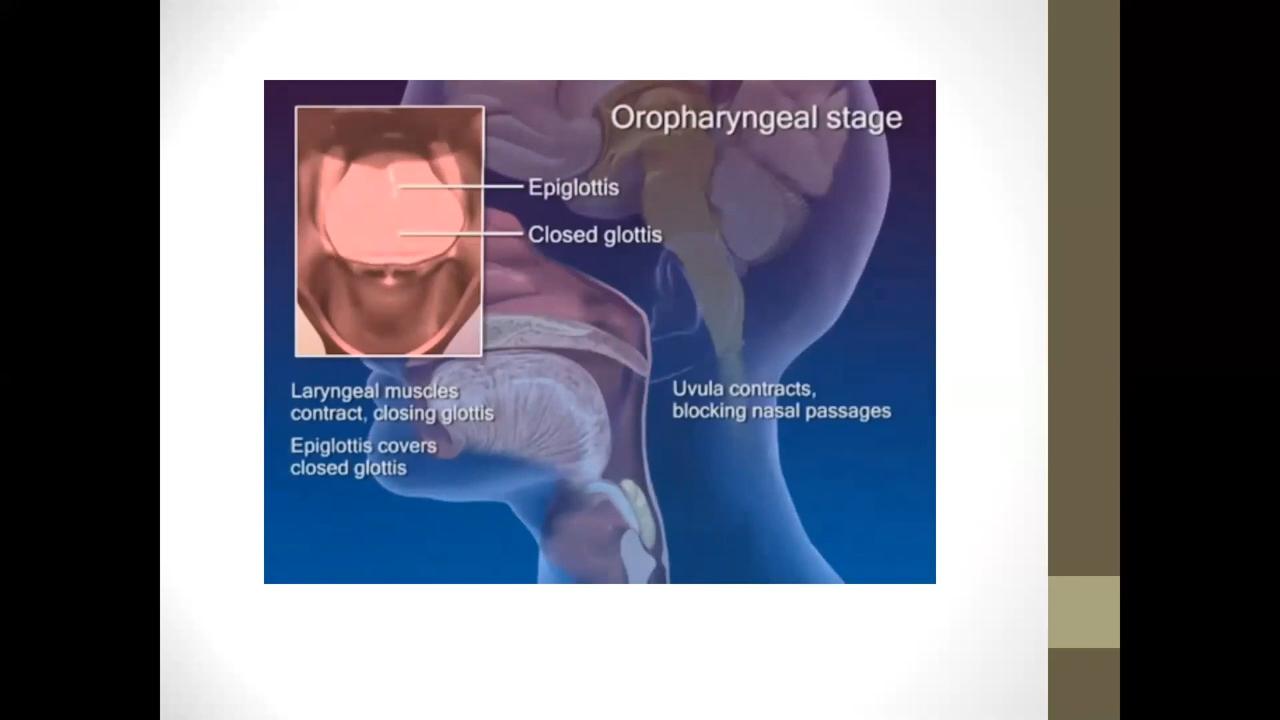 Oropharyngeal stage
Epiglottis
Closed glottis
Laryngeal muscles
contract, closing glottis
Epiglottis covers
closed glottis
Uvula contracts,
blocking nasal passages